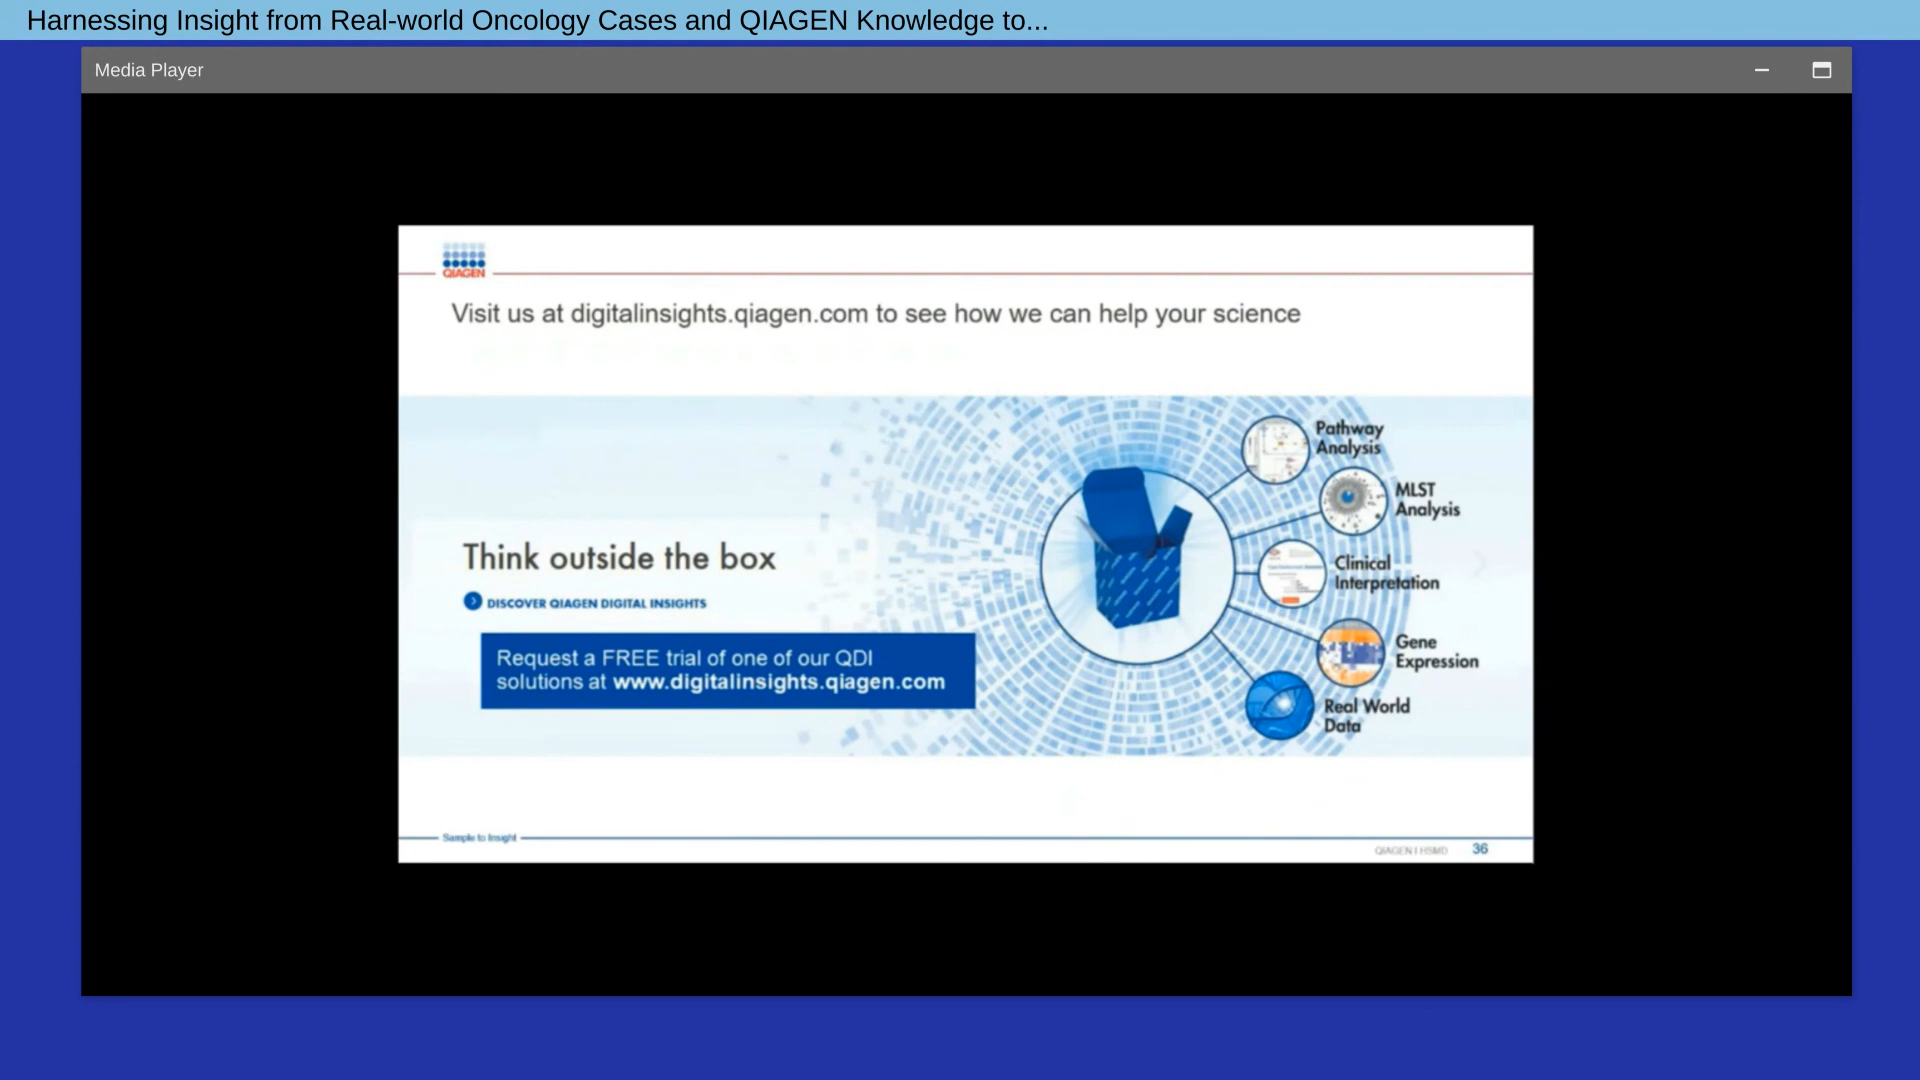 Harnessing Insight from Real-world Oncology Cases and QIAGEN Knowledge to...
Media Player
QIAGEN
Visit us at digitalinsights.qiagen.com to see how we can help your science
Think outside the box
DISCOVER QIAGEN DIGITAL INSIGHTS
Request a FREE trial of one of our QDI
solutions at www.digitalinsights.qiagen.com
Pathway
Analysis
MLST
Analysis
Clinical
Interpretation
Gene
Expression
Real World
Data
Sample to Insight
QIAGEN | HSMD 36